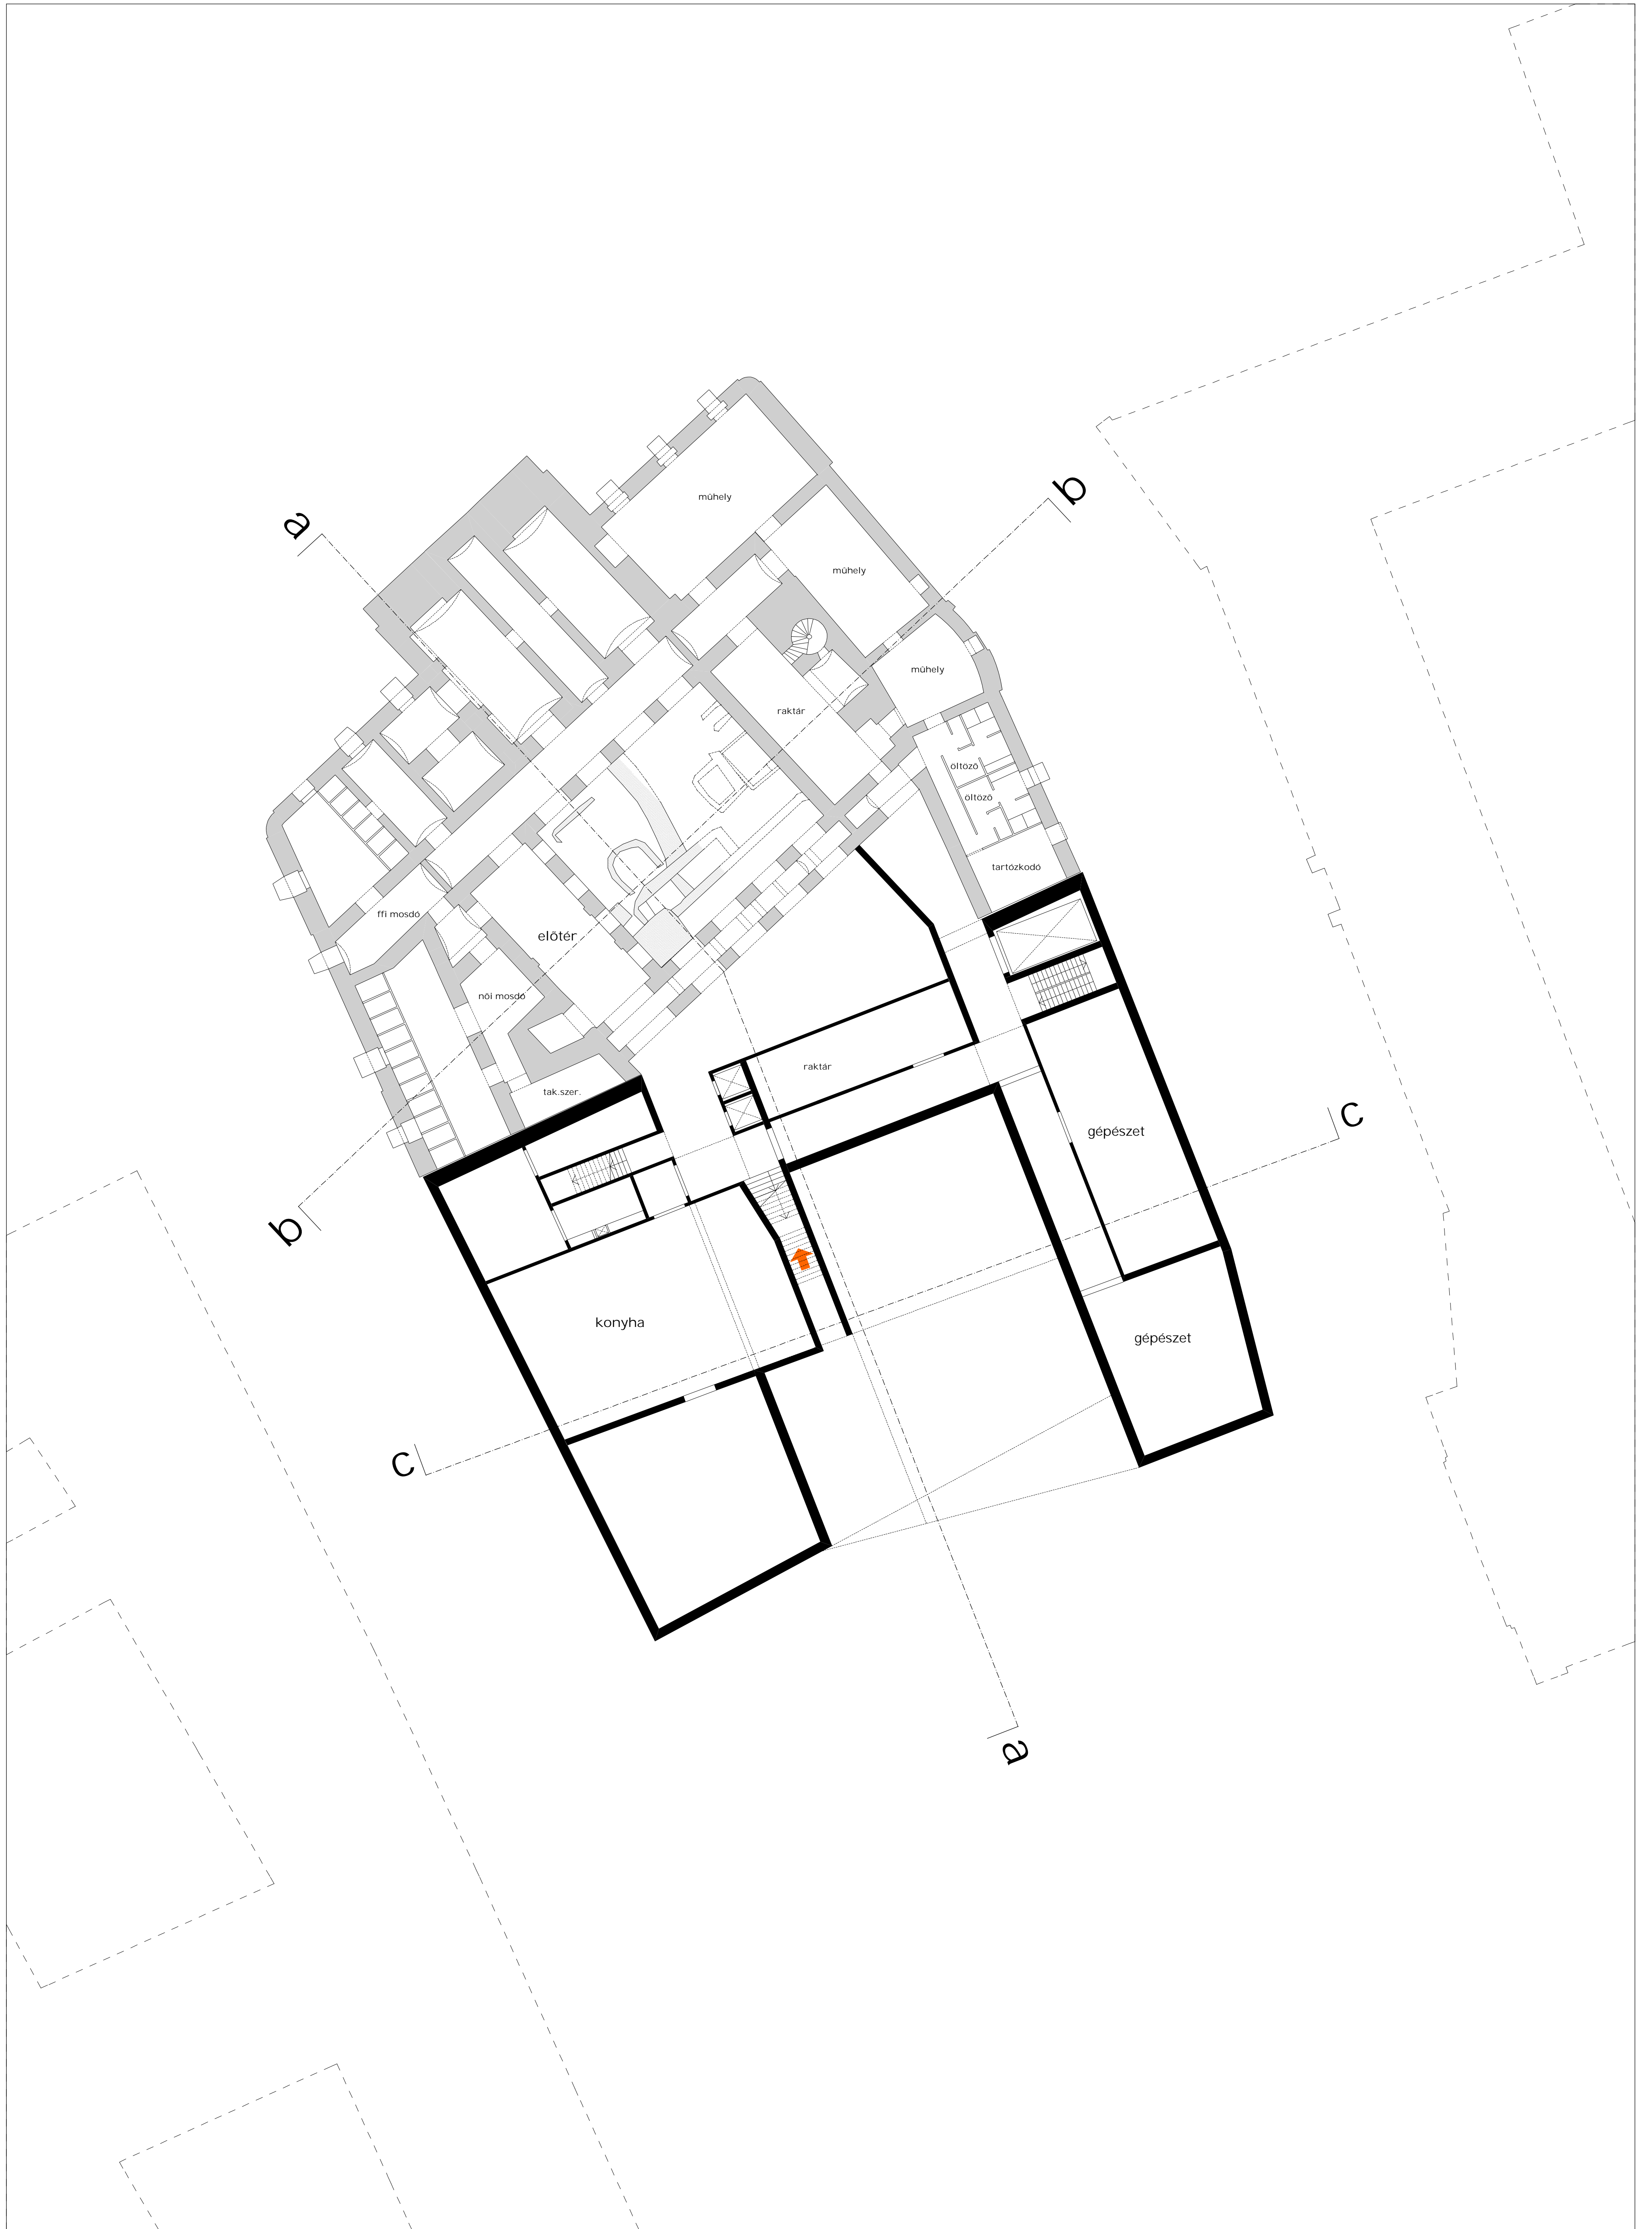 b
műhely
a
műhely
műhely
raktár
öltöző
öltöző
tartózkodó
ffi mosdó
előtér
női mosdó
raktár
tak.szer.
c
gépészet
b
konyha
gépészet
c
a